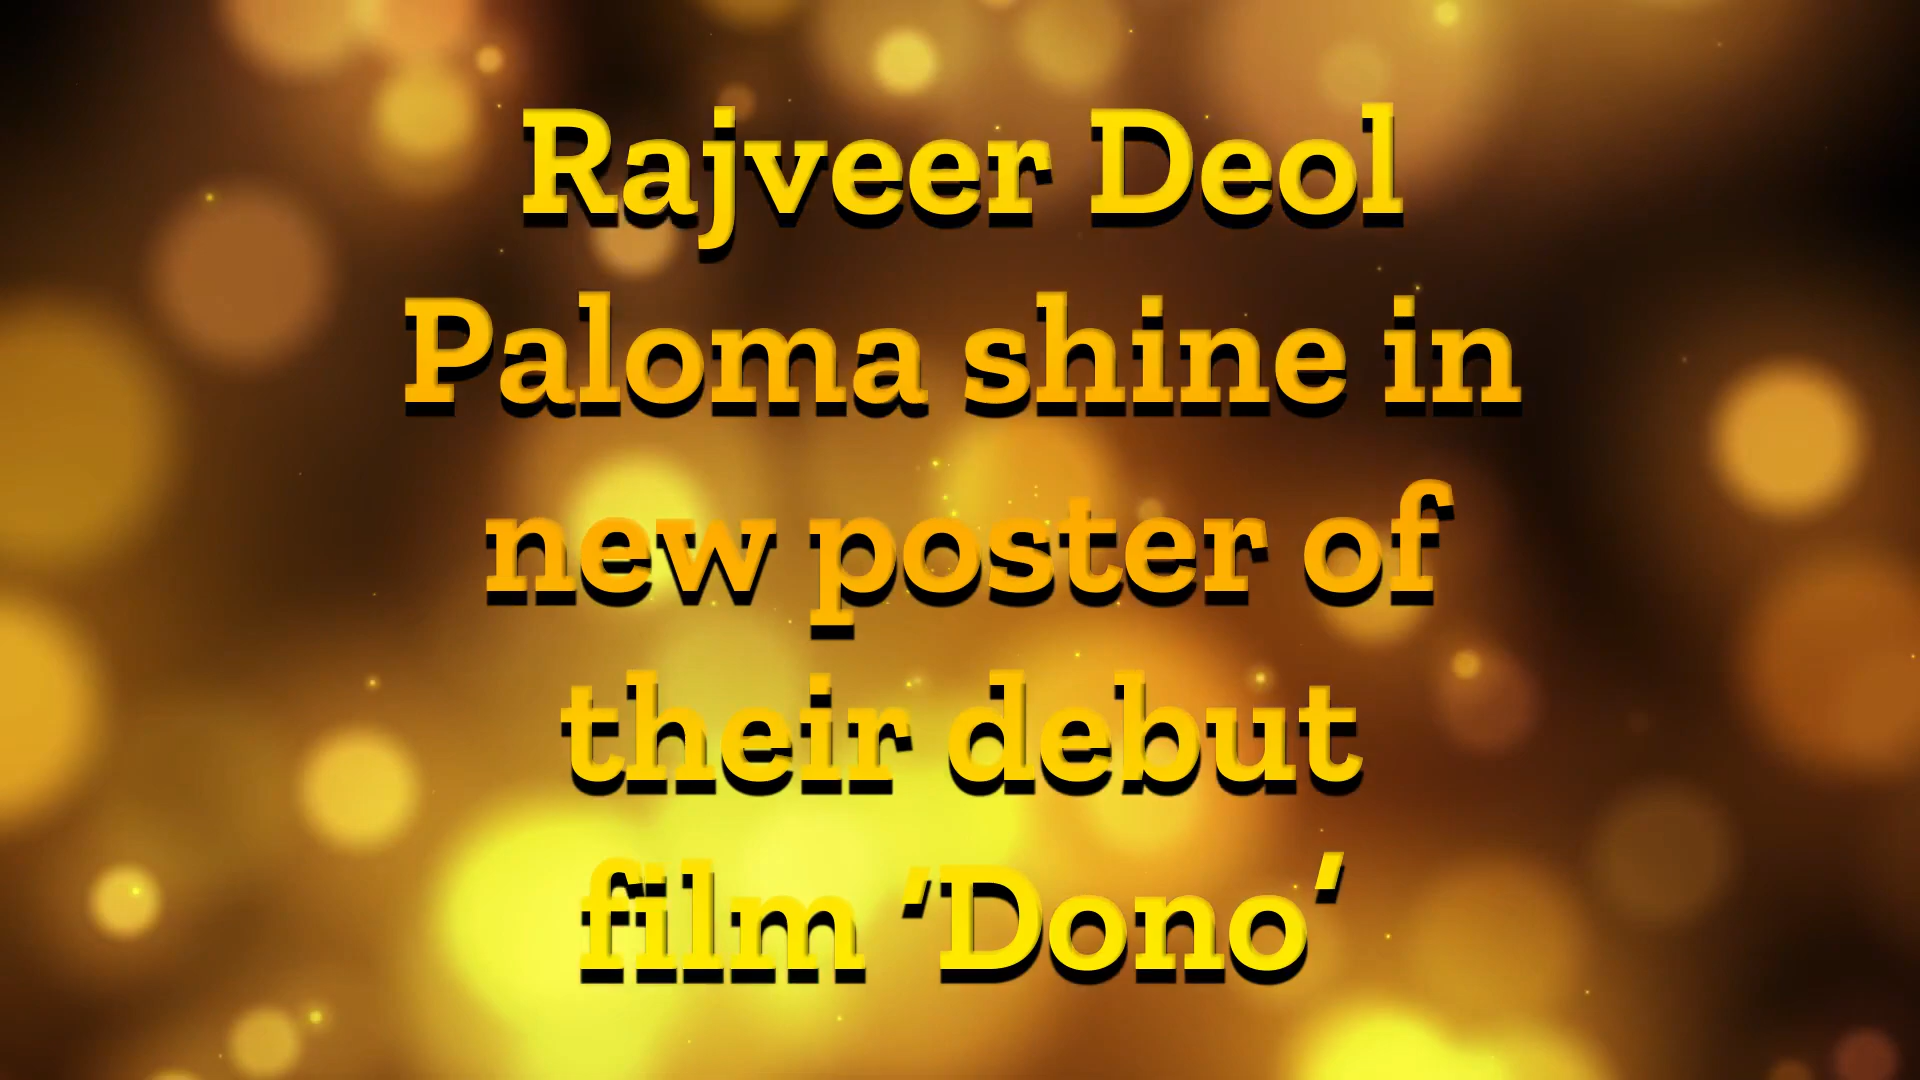 Rajveer Deol
Paloma shine in
new poster of
their debut
film ‘Dono’